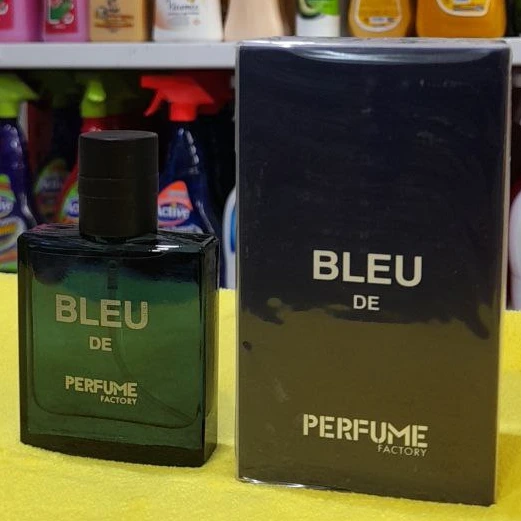 BLEU
DE
PERFUME
FACTORY
BLEU
DE
PERFUME
FACTORY